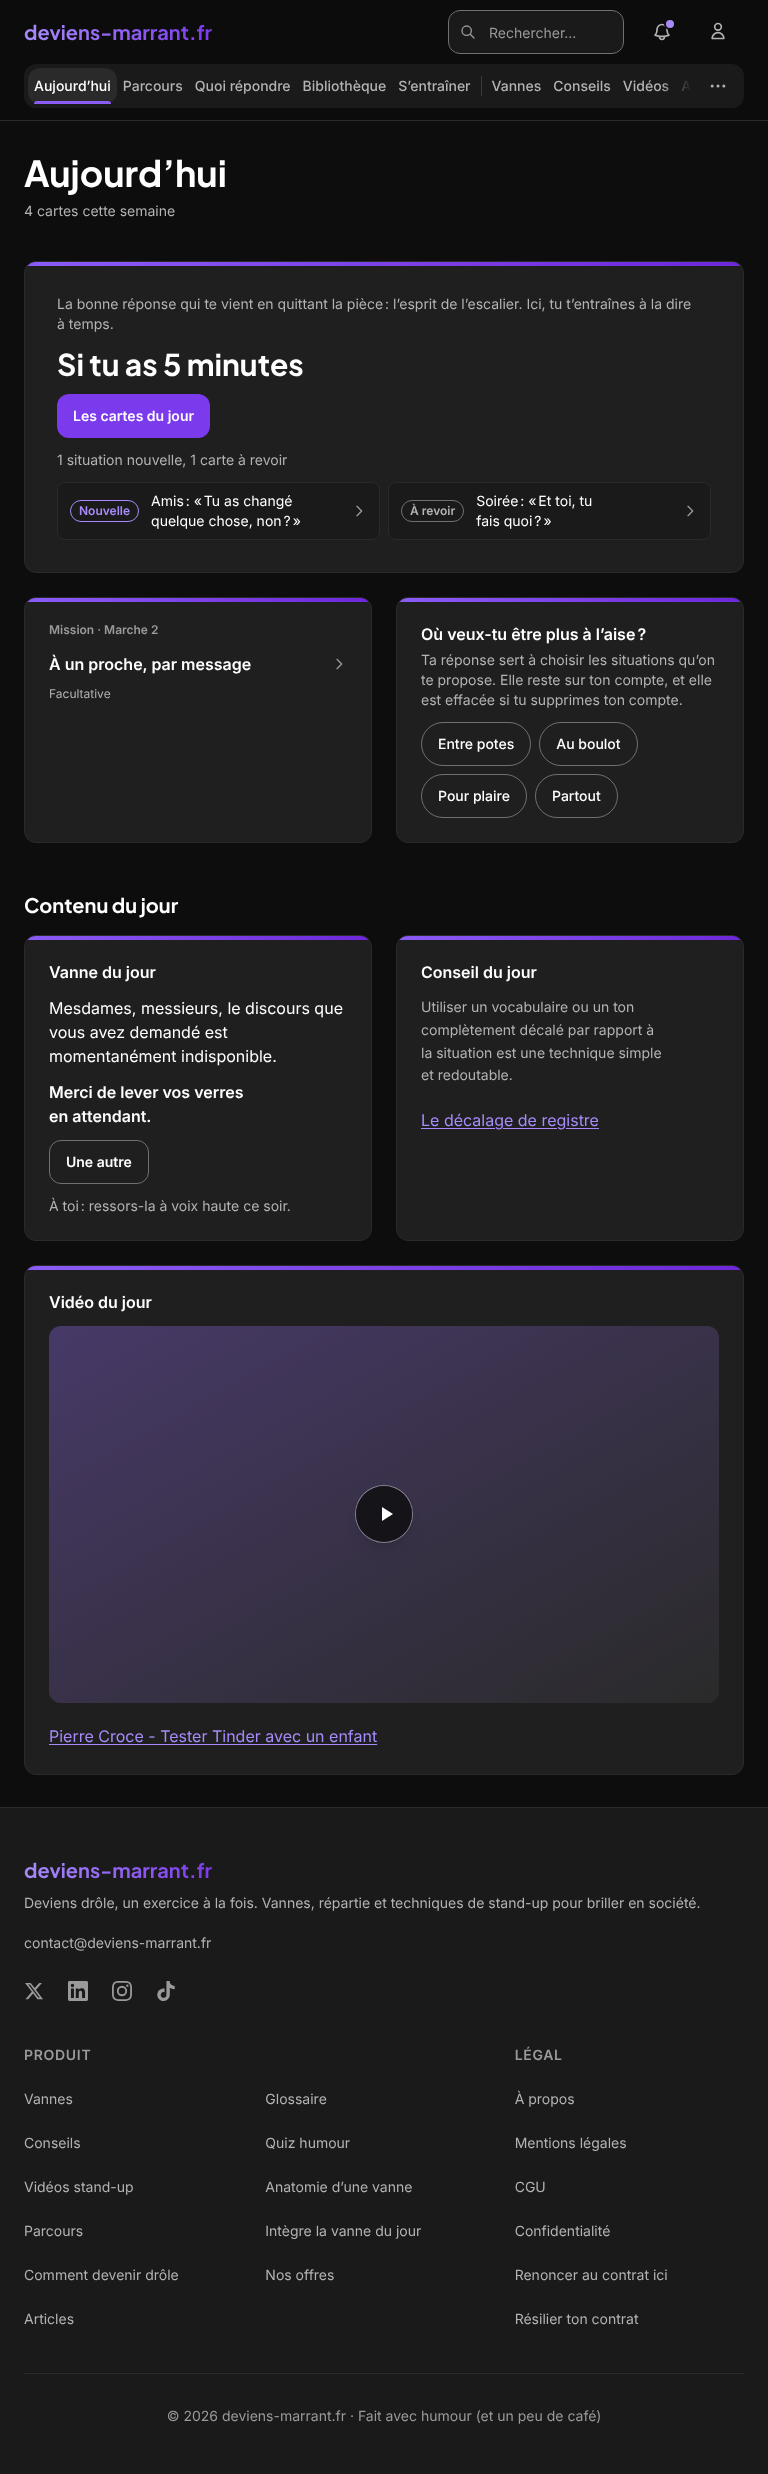 deviens-marrant.fr
Rechercher...
Aujourd’hui Parcours Quoi répondre Bibliothèque S’entraîner Vannes Conseils Vidéos
Aujourd’hui
4 cartes cette semaine
La bonne réponse qui te vient en quittant la pièce : l’esprit de l’escalier. Ici, tu t’entraînes à la dire
à temps.
Si tu as 5 minutes
Les cartes du jour
1 situation nouvelle, 1 carte à revoir
Nouvelle
Amis : « Tu as changé
quelque chose, non ? »
À revoir
Soirée : « Et toi, tu
fais quoi ? »
Mission · Marche 2
À un proche, par message
Facultative
Où veux-tu être plus à l’aise ?
Ta réponse sert à choisir les situations qu’on
te propose. Elle reste sur ton compte, et elle
est effacée si tu supprimes ton compte.
Entre potes
Au boulot
Pour plaire
Partout
Contenu du jour
Vanne du jour
Mesdames, messieurs, le discours que
vous avez demandé est
momentanément indisponible.
Merci de lever vos verres
en attendant.
Une autre
À toi : ressors-la à voix haute ce soir.
Conseil du jour
Utiliser un vocabulaire ou un ton
complètement décalé par rapport à
la situation est une technique simple
et redoutable.
Le décalage de registre
Vidéo du jour
Pierre Croce - Tester Tinder avec un enfant
deviens-marrant.fr
Deviens drôle, un exercice à la fois. Vannes, répartie et techniques de stand-up pour briller en société.
contact@deviens-marrant.fr
PRODUIT
Vannes
Conseils
Vidéos stand-up
Parcours
Comment devenir drôle
Articles
Glossaire
Quiz humour
Anatomie d’une vanne
Intègre la vanne du jour
Nos offres
LÉGAL
À propos
Mentions légales
CGU
Confidentialité
Renoncer au contrat ici
Résilier ton contrat
© 2026 deviens-marrant.fr · Fait avec humour (et un peu de café)